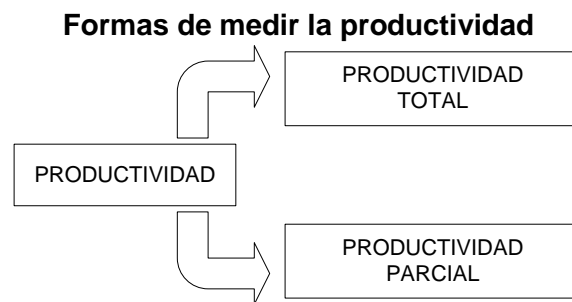 Formas de medir la productividad
PRODUCTIVIDAD
TOTAL
PRODUCTIVIDAD
PRODUCTIVIDAD
PARCIAL